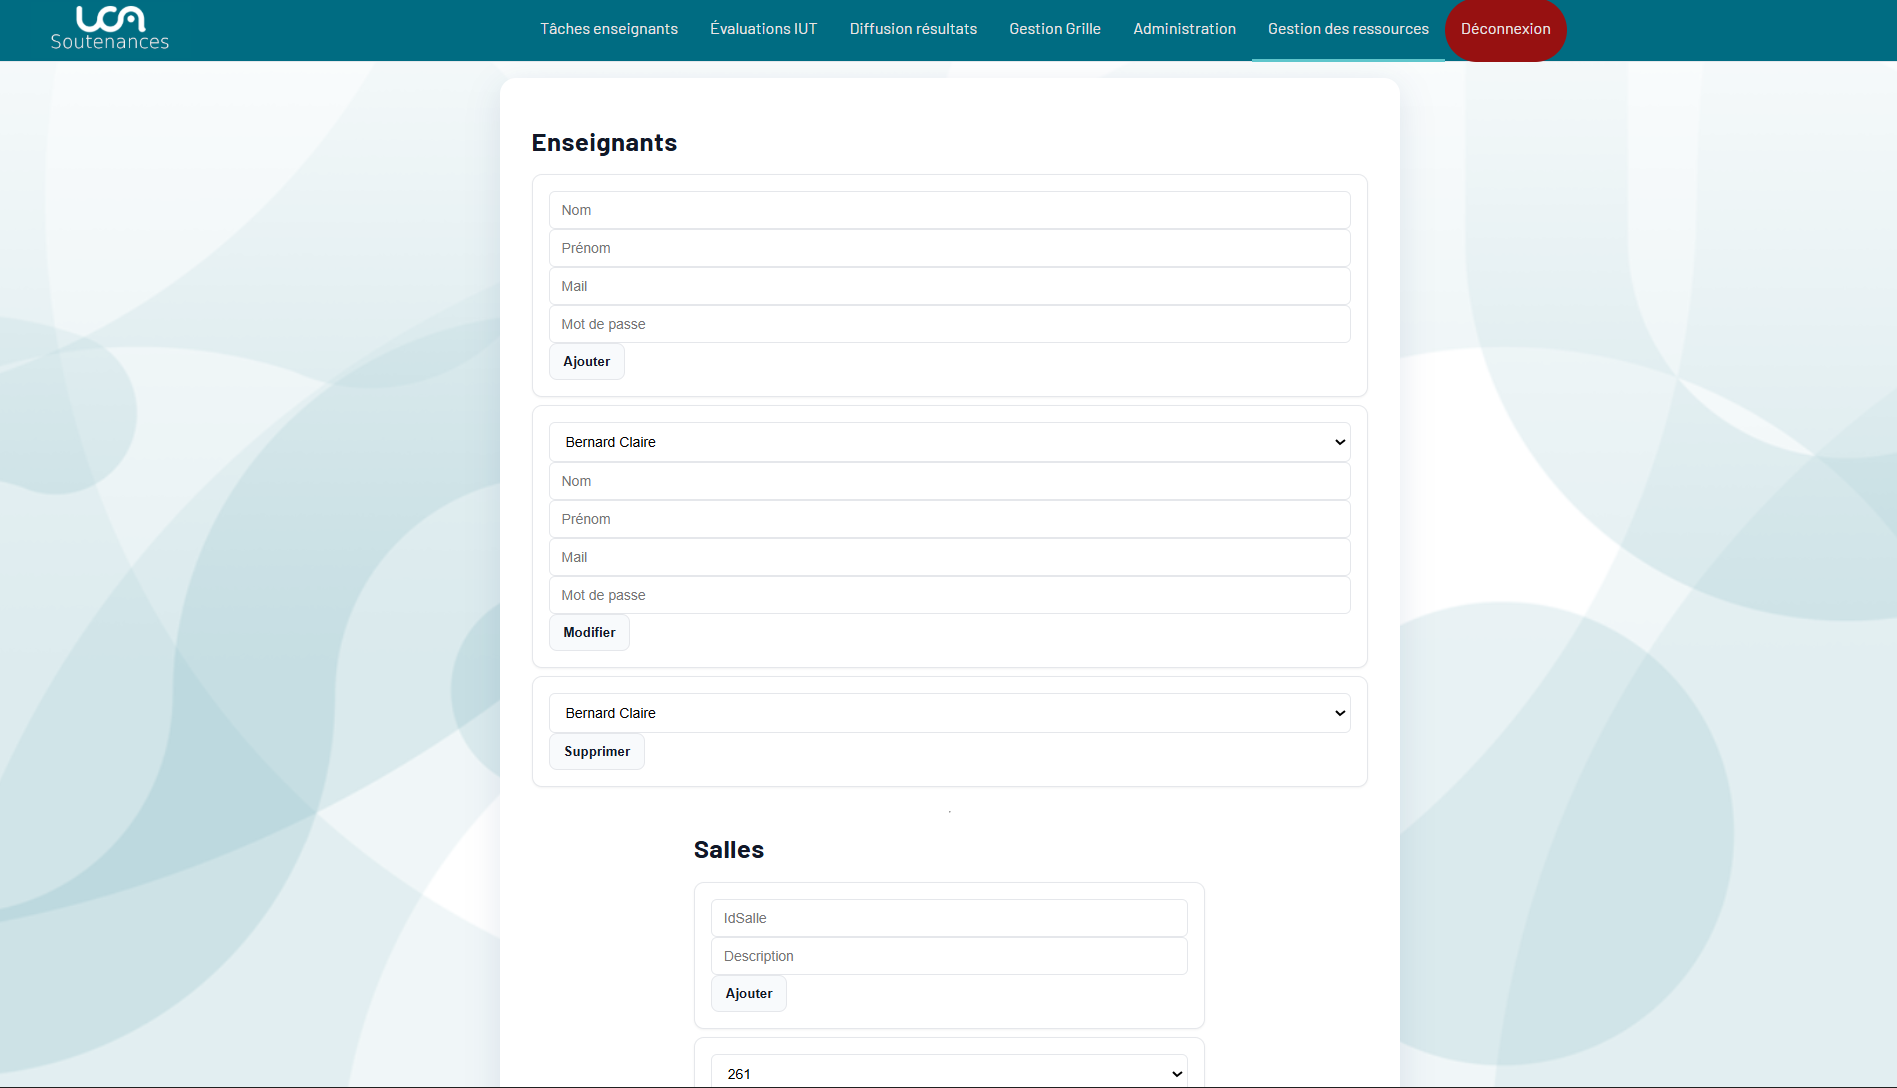 UCA
Soutenances
Tâches enseignants
Évaluations IUT
Diffusion résultats
Gestion Grille
Administration
Gestion des ressources
Déconnexion
Enseignants
Nom
Prénom
Mail
Mot de passe
Ajouter
Bernard Claire
Nom
Prénom
Mail
Mot de passe
Modifier
Bernard Claire
Supprimer
Salles
IdSalle
Description
Ajouter
261